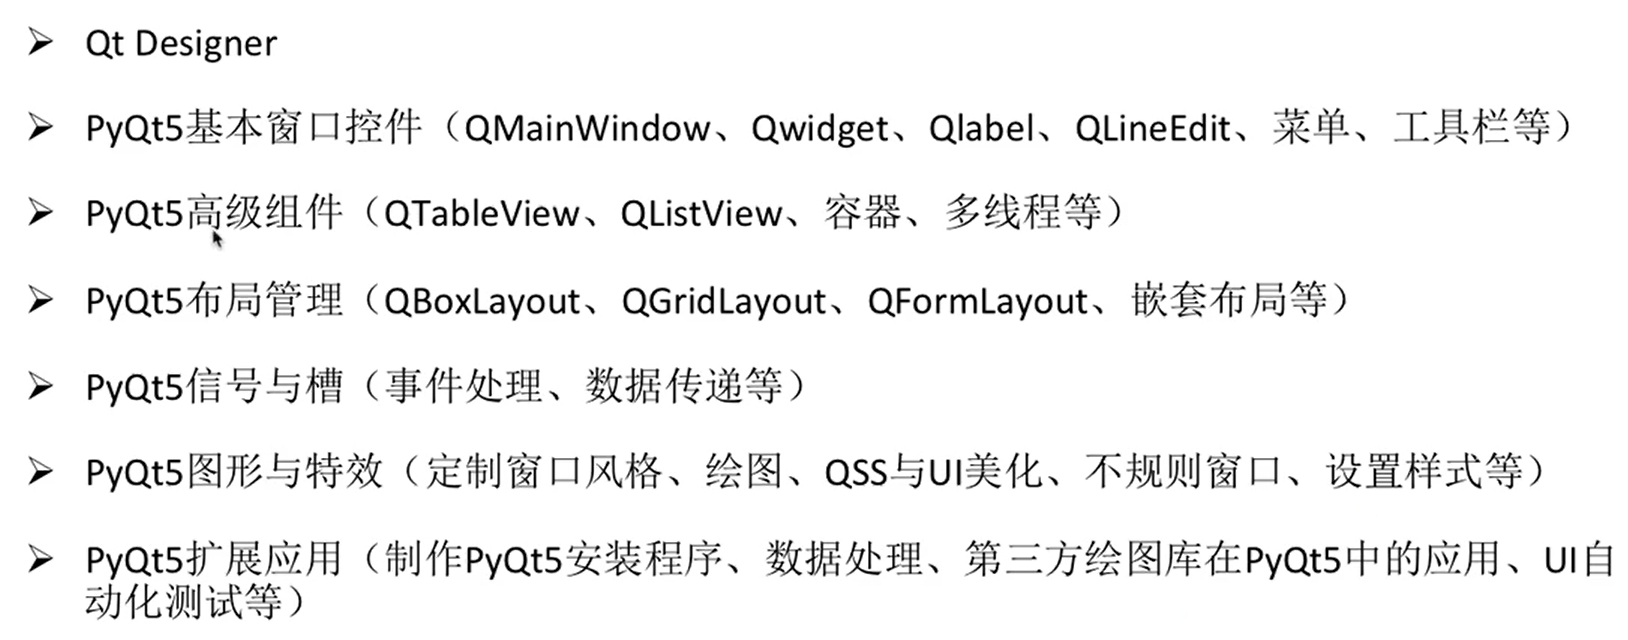 Qt Designer
PyQt5基本窗口控件（QMainWindow、Qwidget、Qlabel、QLineEdit、菜单、工具栏等）
PyQt5高级组件（QTableView、QListView、容器、多线程等）
PyQt5布局管理（QBoxLayout、QGridLayout、QFormLayout、嵌套布局等）
PyQt5信号与槽（事件处理、数据传递等）
PyQt5图形与特效（定制窗口风格、绘图、QSS与UI美化、不规则窗口、设置样式等）
PyQt5扩展应用（制作PyQt5安装程序、数据处理、第三方绘图库在PyQt5中的应用、UI自
动化测试等）